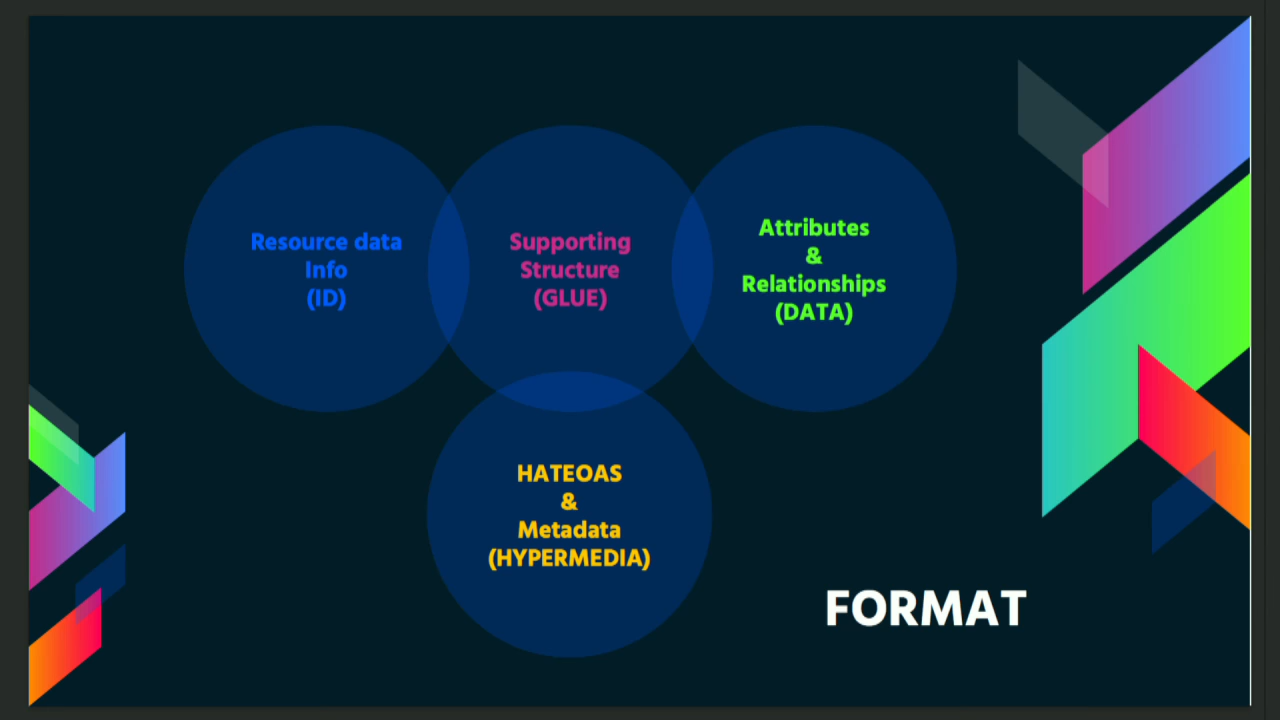 Resource data
Info
(ID)
Supporting
Structure
(GLUE)
Attributes
&
Relationships
(DATA)
HATEOAS
&
Metadata
(HYPERMEDIA)
FORMAT